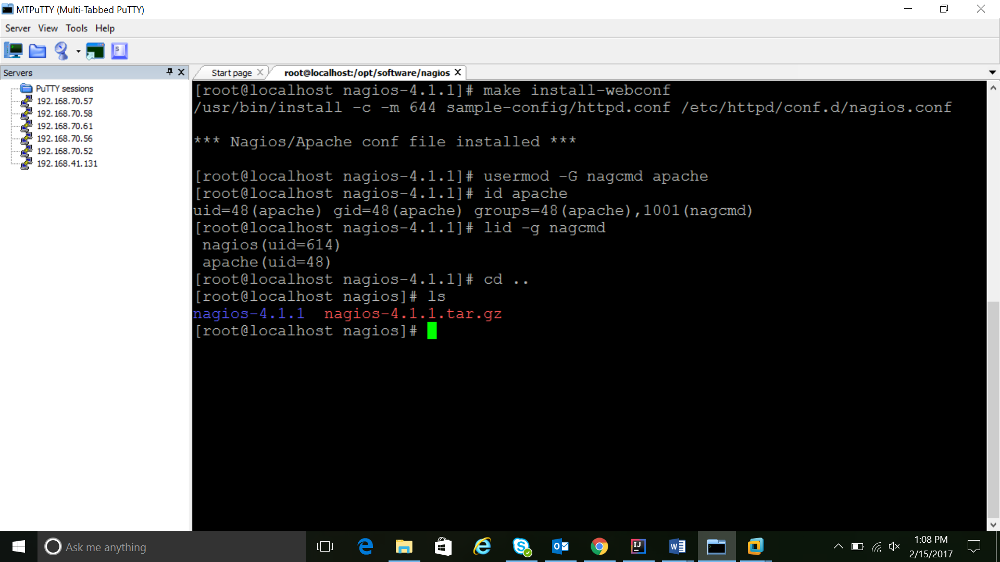 MTPuTTY (Multi-Tabbed PuTTY)
Server View Tools Help
Servers
PuTTY sessions
192.168.70.57
192.168.70.58
192.168.70.61
192.168.70.56
192.168.70.52
192.168.41.131
Start page root@localhost:/opt/software/nagios
[root@localhost nagios-4.1.1]# make install-webconf
/usr/bin/install -c -m 644 sample-config/httpd.conf /etc/httpd/conf.d/nagios.conf
*** Nagios/Apache conf file installed ***
[root@localhost nagios-4.1.1]# usermod -G nagcmd apache
[root@localhost nagios-4.1.1]# id apache
uid=48(apache) gid=48(apache) groups=48(apache),1001(nagcmd)
[root@localhost nagios-4.1.1]# lid -g nagcmd
nagios(uid=614)
apache(uid=48)
[root@localhost nagios-4.1.1]# cd ..
[root@localhost nagios]# ls
nagios-4.1.1 nagios-4.1.1.tar.gz
[root@localhost nagios]#
Ask me anything
1:08 PM
2/15/2017